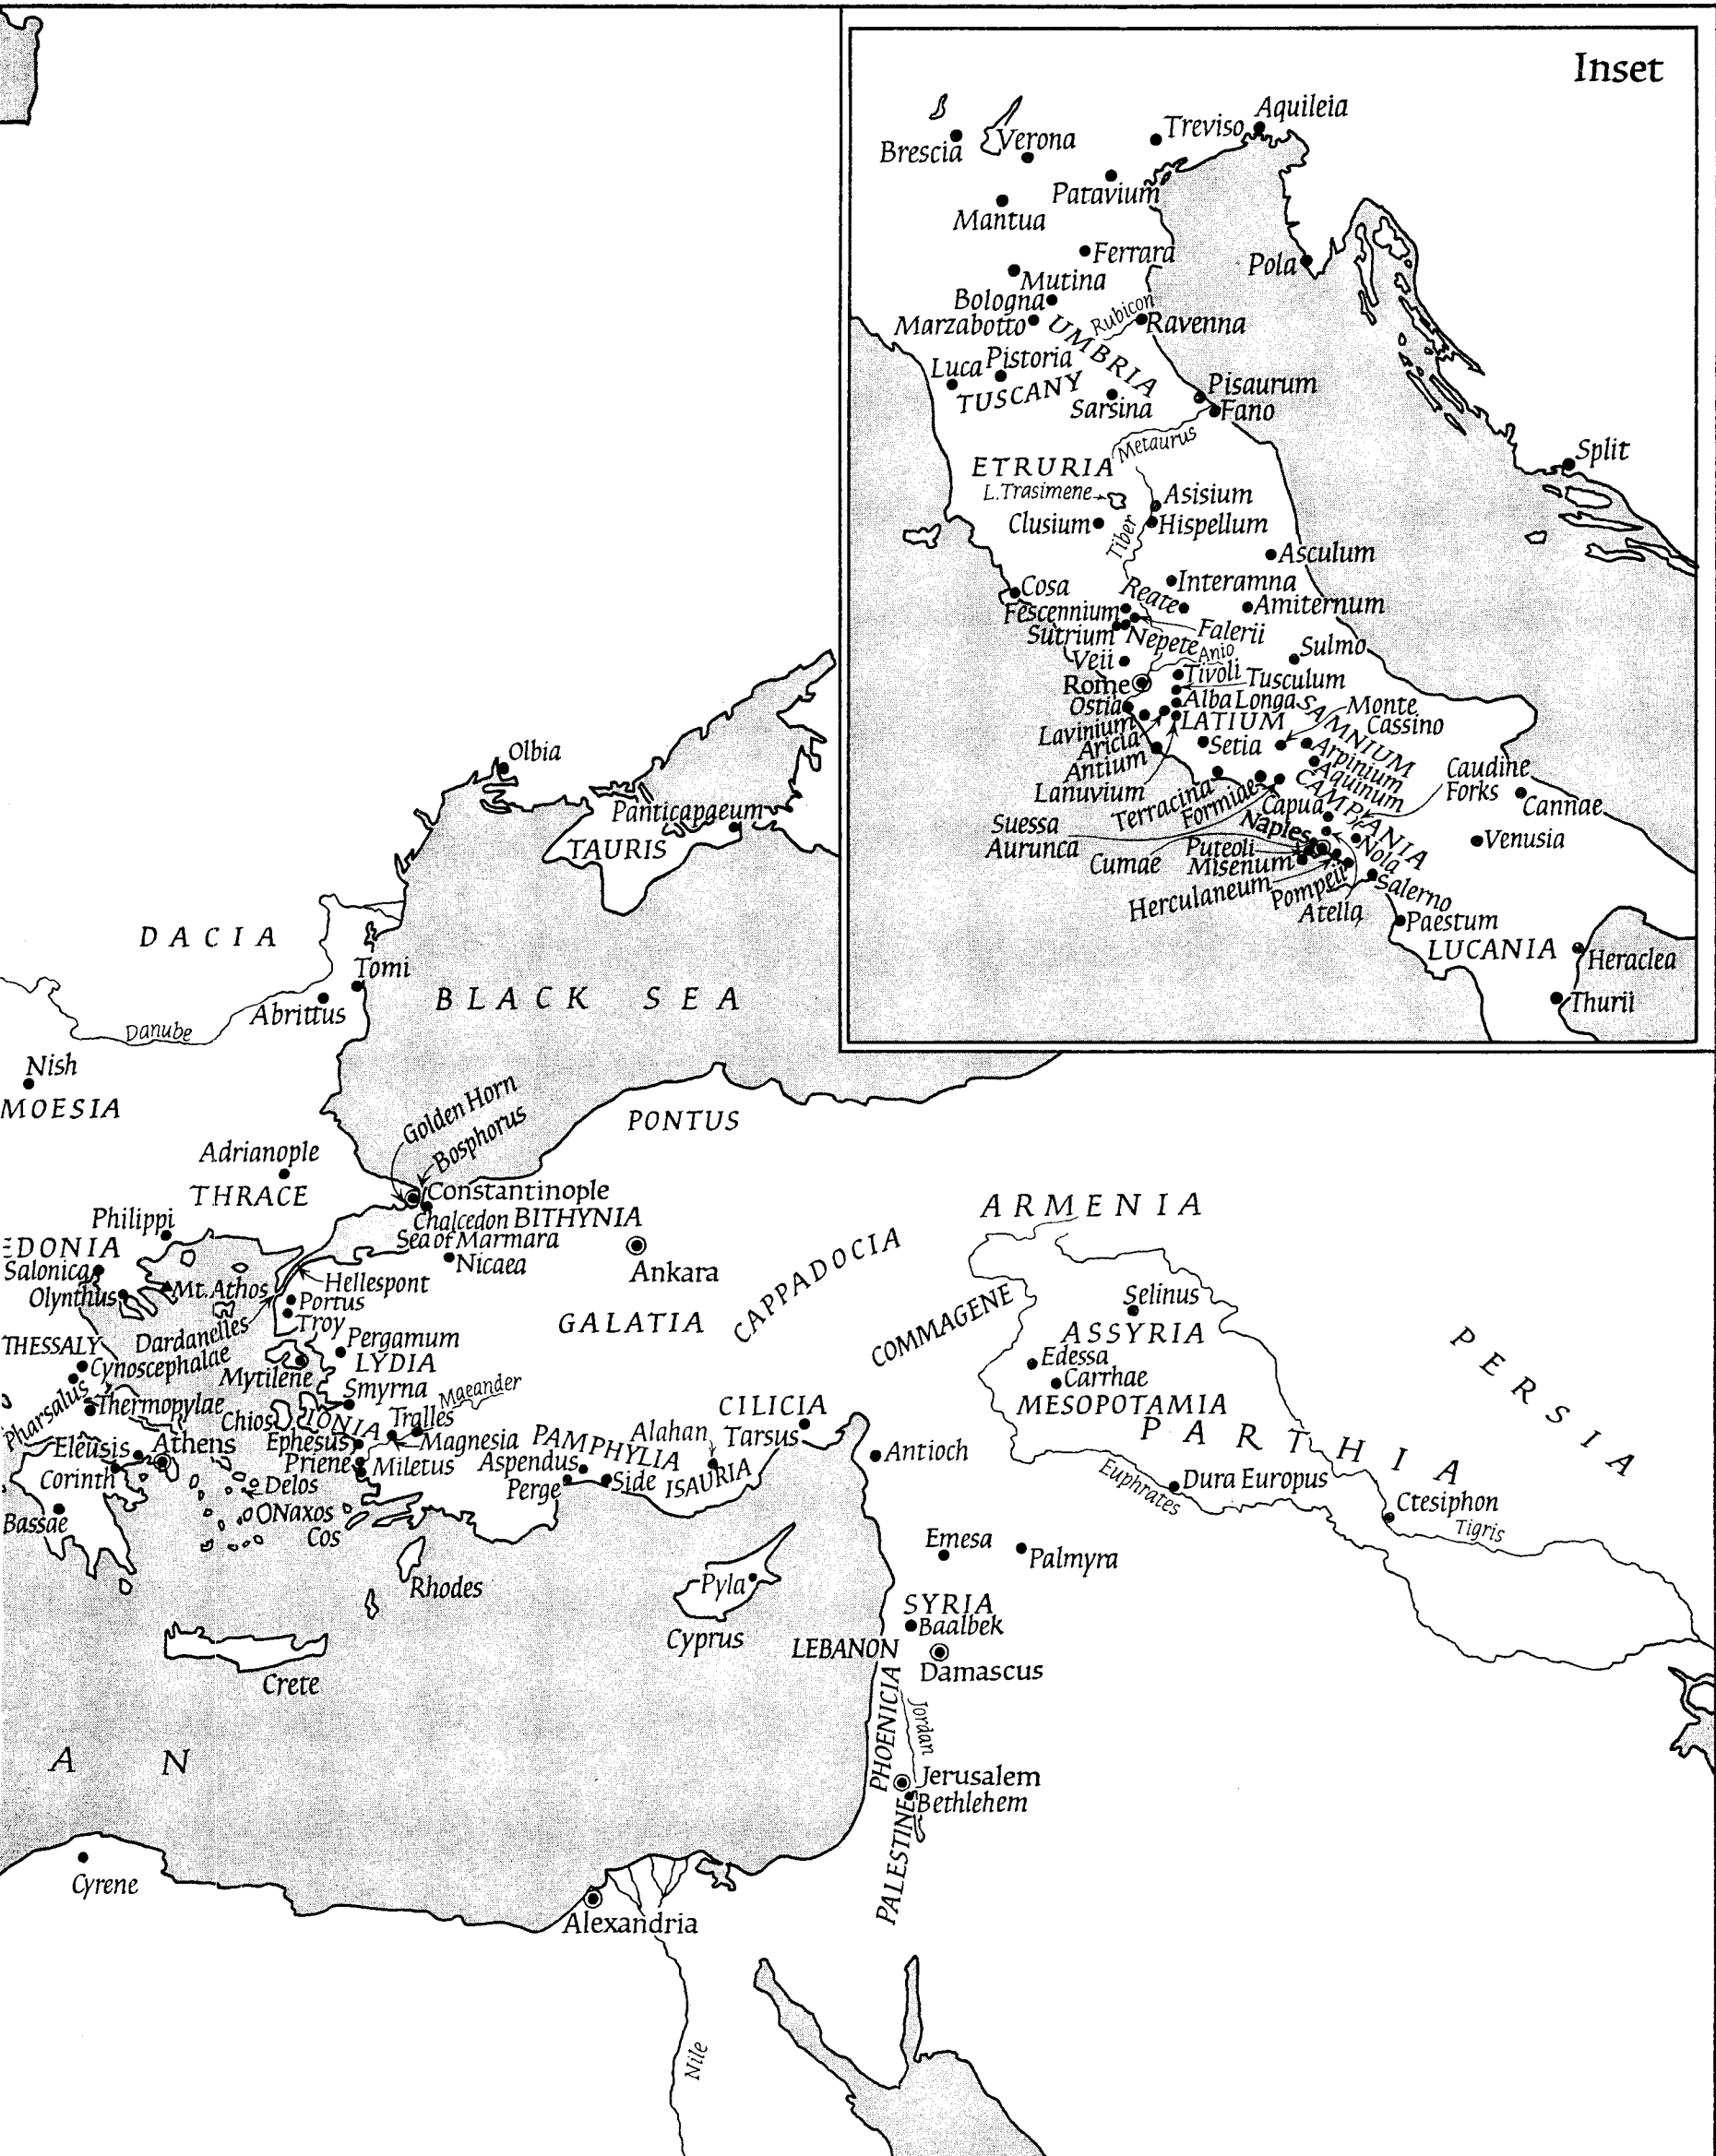 Inset
Aquileia
Treviso
Brescia
Verona
Patavium
Mantua
Ferrara
Pola
Mutina
Bologna
Rubicon
Marzabotto
Ravenna
UMBRIA
Luca
Pistoria
TUSCANY
Sarsina
Pisaurum
Fano
Metaurus
Split
ETRURIA
L.Trasimene
Asisium
Clusium
Hispellum
Tiber
Asculum
Interamna
Cosa
Reate
Amiternum
Fescennium
Falerii
Sutrium
Nepete
Anio
Sulmo
Veii
Tivoli
Rome
Tusculum
Ostia
Alba Longa
SAMNIUM
Monte
Cassino
Lavinium
LATIUM
Aricia
Setia
Arpinium
Antium
Aquinum
Caudine
Forks
Lanuvium
Terracina
Formiae
CAMPANIA
Capua
Cannae
Suessa
Aurunca
Naples
Venusia
Cumae
Puteoli
Nola
Misenum
Herculaneum
Pompeii
Salerno
Atella
Paestum
LUCANIA
Heraclea
Thurii
Olbia
Panticapaeum
TAURIS
DACIA
Tomi
BLACK SEA
Abrittus
Danube
Nish
MOESIA
Golden Horn
Bosphorus
PONTUS
Adrianople
THRACE
Constantinople
ARMENIA
Philippi
Chalcedon
BITHYNIA
EDONIA
Sea of Marmara
CAPPADOCIA
Salonica
Nicaea
Ankara
Olynthus
Mt. Athos
Hellespont
Portus
Selinus
Troy
GALATIA
COMMAGENE
PERSIA
THESSALY
Dardanelles
Pergamum
ASSYRIA
Cynoscephalae
LYDIA
Edessa
Mytilene
Carrhae
Pharsalus
Smyrna
Maeander
Thermopylae
CILICIA
MESOPOTAMIA
Chios
IONIA
Tralles
Alahan
Tarsus
PARTHIA
Eleusis
Athens
Ephesus
Magnesia
PAMPHYLIA
Antioch
Priene
Miletus
Aspendus
Corinth
Delos
Perge
Side
ISAURIA
Euphrates
Dura Europus
Ctesiphon
Bassae
Naxos
Tigris
Cos
Emesa
Palmyra
Rhodes
Pyla
SYRIA
Baalbek
Cyprus
LEBANON
Damascus
Crete
PHOENICIA
Jordan
A N
Jerusalem
Bethlehem
PALESTINE
Cyrene
Alexandria
Nile